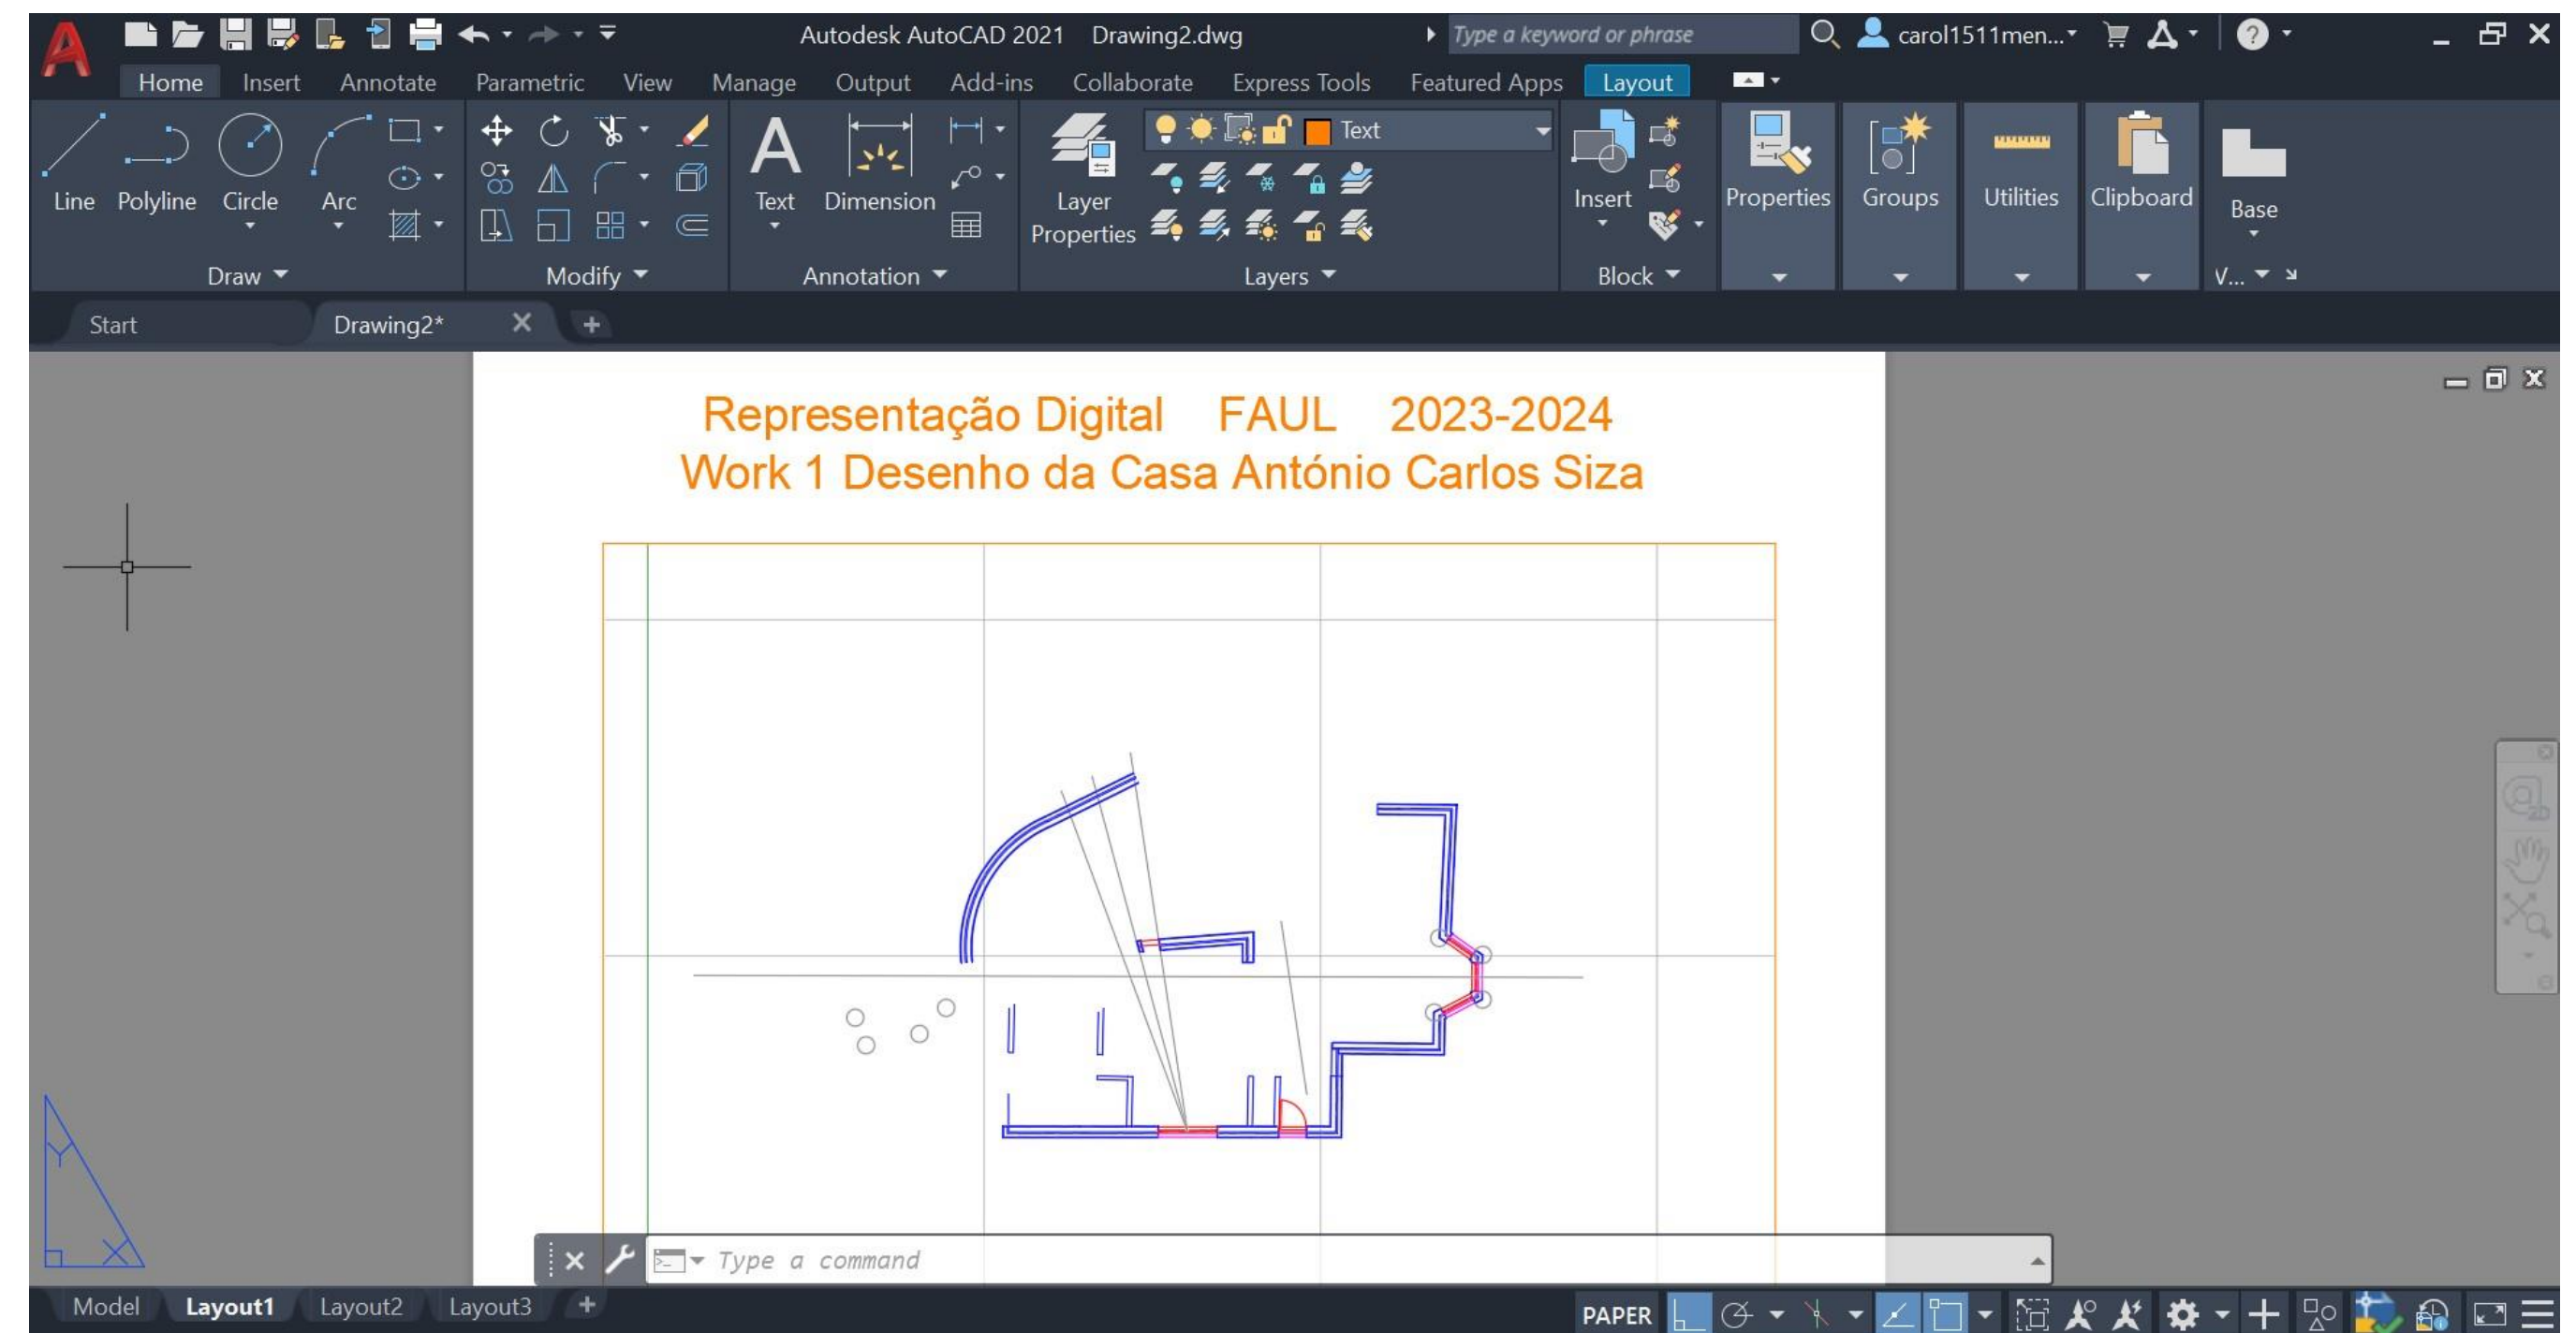 Autodesk AutoCAD 2021 Drawing2.dwg
Type a keyword or phrase
carol1511men...
Home Insert Annotate Parametric View Manage Output Add-ins Collaborate Express Tools Featured Apps Layout
Text
Line Polyline Circle Arc
Text Dimension
Layer
Properties
Insert
Properties Groups Utilities Clipboard Base
Draw Modify Annotation Layers Block V...
Start Drawing2*
Representação Digital FAUL 2023-2024
Work 1 Desenho da Casa António Carlos Siza
2D
Y
X
Type a command
Model Layout1 Layout2 Layout3 PAPER